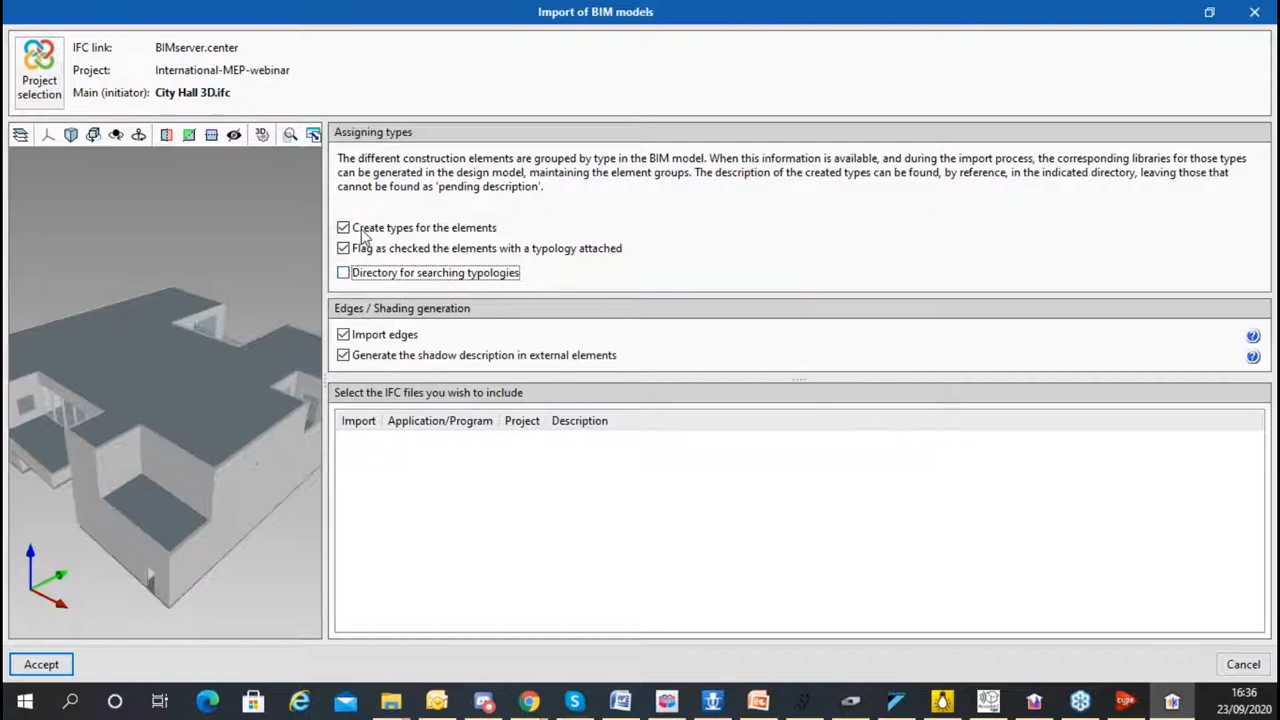 Import of BIM models
IFC link: BIMserver.center
Project: International-MEP-webinar
Main (initiator): City Hall 3D.ifc
Project
selection
3D
Assigning types
The different construction elements are grouped by type in the BIM model. When this information is available, and during the import process, the corresponding libraries for those types
can be generated in the design model, maintaining the element groups. The description of the created types can be found, by reference, in the indicated directory, leaving those that
cannot be found as 'pending description'.
Create types for the elements
Flag as checked the elements with a typology attached
Directory for searching typologies
Edges / Shading generation
Import edges
Generate the shadow description in external elements
Select the IFC files you wish to include
Import Application/Program Project Description
Accept
Cancel
16:36
23/09/2020